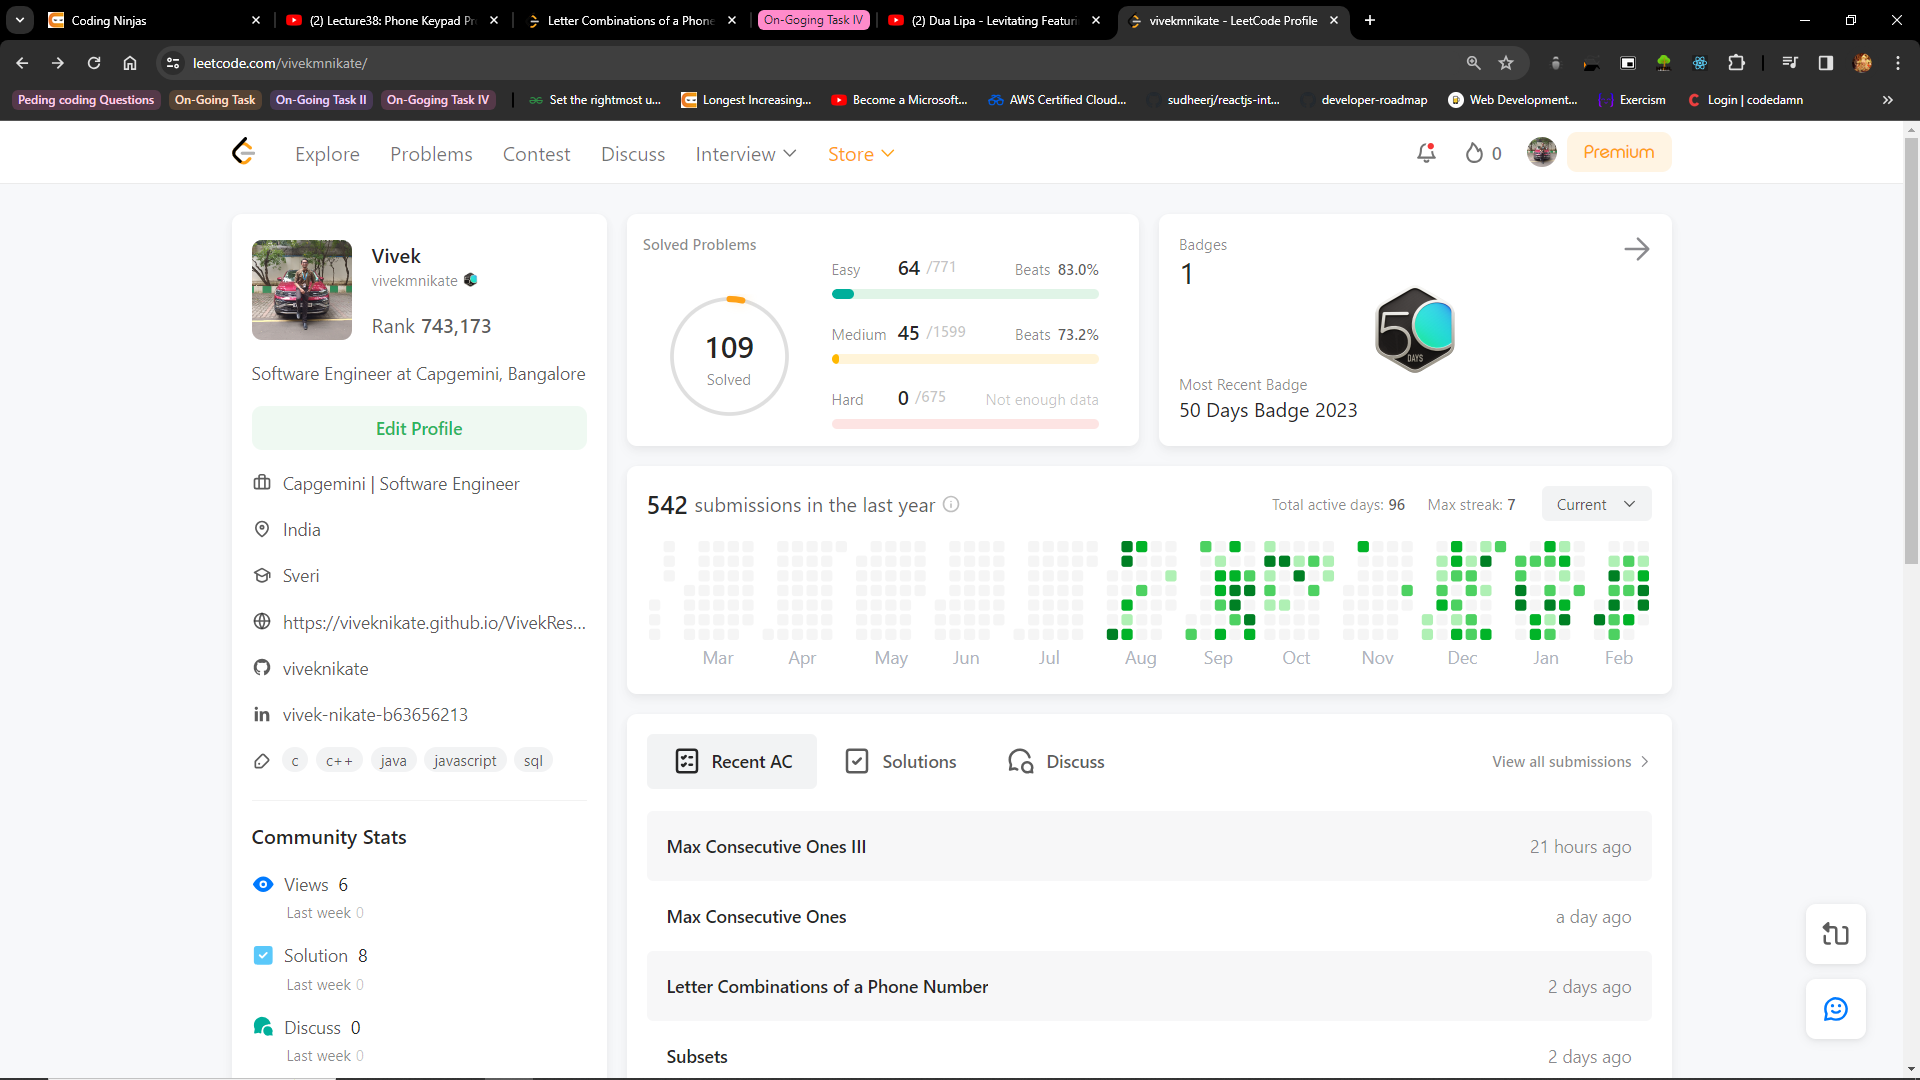 Coding Ninjas
(2) Lecture38: Phone Keypad Pr
Letter Combinations of a Phone
On-Goging Task IV
(2) Dua Lipa - Levitating Featuri
vivekmnikate - LeetCode Profile
leetcode.com/vivekmnikate/
Peding coding Questions
On-Going Task
On-Going Task II
On-Goging Task IV
Set the rightmost u...
Longest Increasing...
Become a Microsoft...
AWS Certified Cloud...
sudheerj/reactjs-int...
developer-roadmap
Web Development...
Exercism
Login | codedamn
Explore
Problems
Contest
Discuss
Interview
Store
0
Premium
Vivek
vivekmnikate
Rank 743,173
Software Engineer at Capgemini, Bangalore
Edit Profile
Capgemini | Software Engineer
India
Sveri
https://viveknikate.github.io/VivekRes...
viveknikate
vivek-nikate-b63656213
c
c++
java
javascript
sql
Community Stats
Views 6
Last week 0
Solution 8
Last week 0
Discuss 0
Last week 0
Solved Problems
109
Solved
Easy 64 /771 Beats 83.0%
Medium 45 /1599 Beats 73.2%
Hard 0 /675 Not enough data
Badges
1
50
DAYS
Most Recent Badge
50 Days Badge 2023
542 submissions in the last year
Total active days: 96
Max streak: 7
Current
Mar Apr May Jun Jul Aug Sep Oct Nov Dec Jan Feb
Recent AC
Solutions
Discuss
View all submissions
Max Consecutive Ones III 21 hours ago
Max Consecutive Ones a day ago
Letter Combinations of a Phone Number 2 days ago
Subsets 2 days ago